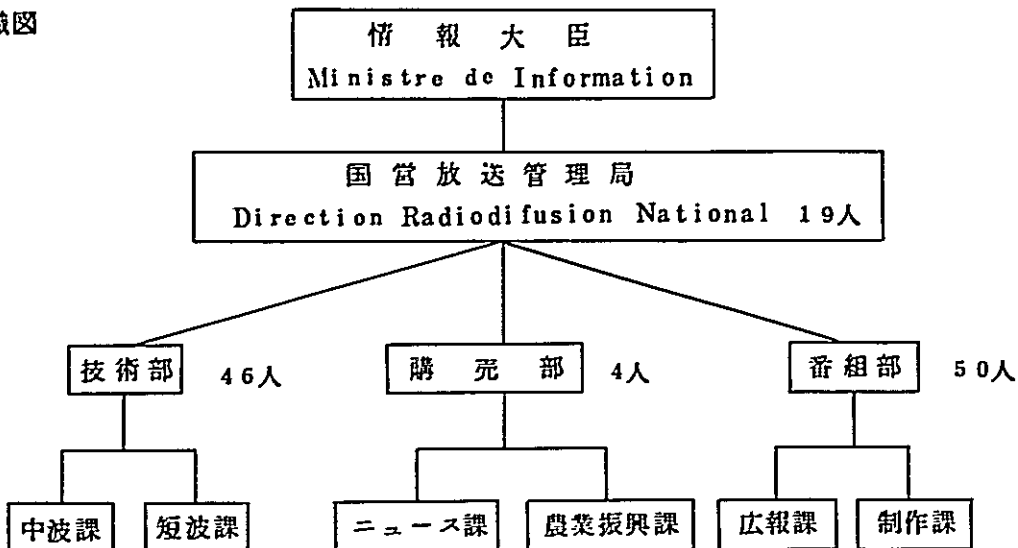 織図
情報大臣
Ministre de Information
国営放送管理局
Direction Radiodifusion National 19人
技術部 46人 購売部 4人 番組部 50人
中波課 短波課 ニュース課 農業振興課 広報課 制作課